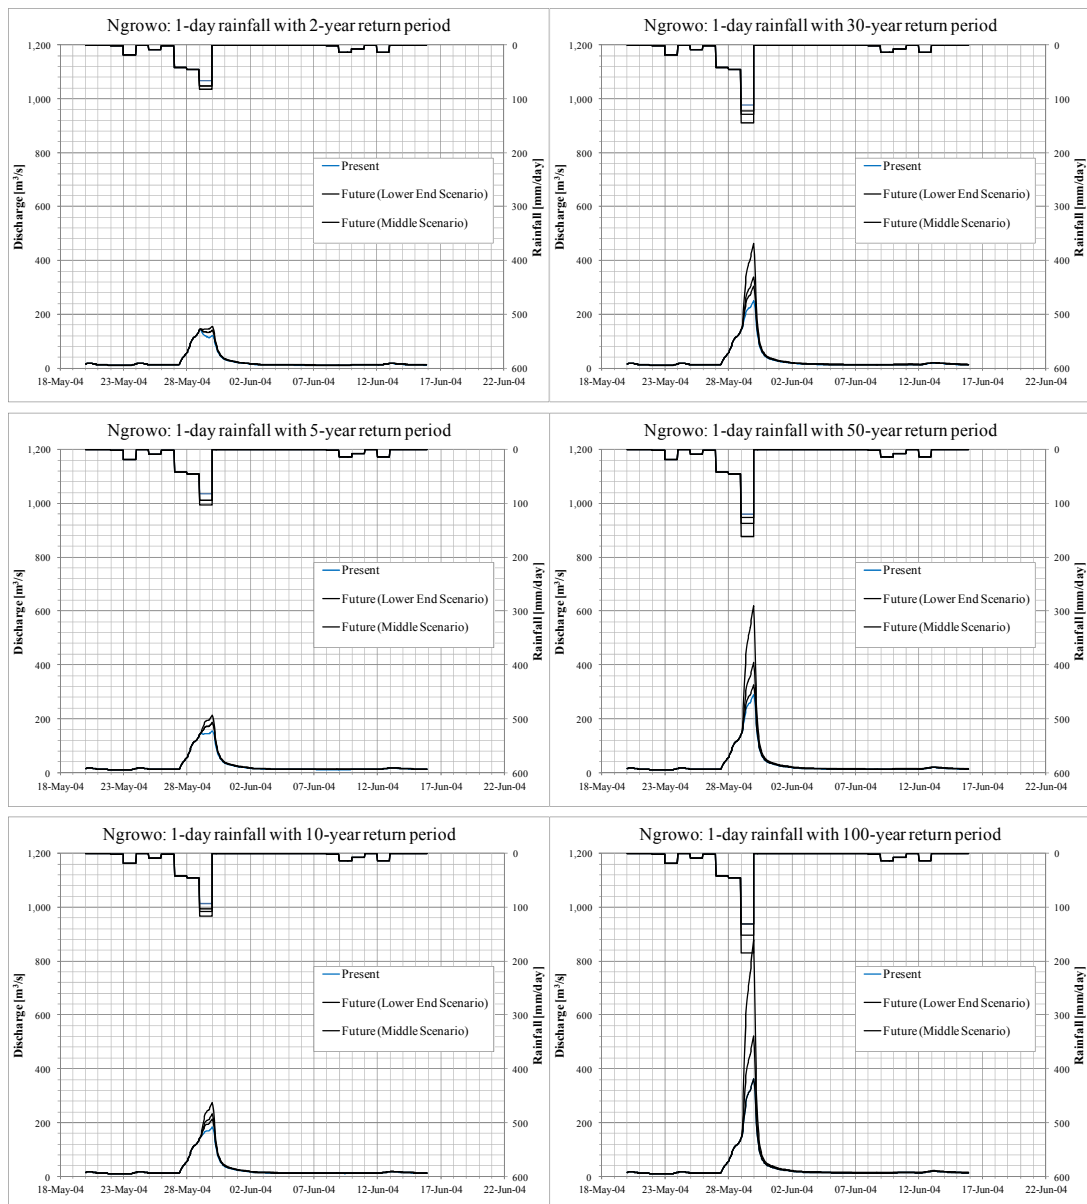 Ngrowo: 1-day rainfall with 2-year return period
1,200
1,000
800
600
400
200
0
Discharge [m³/s]
0
100
200
300
400
500
600
Rainfall [mm/day]
Present
Future (Lower End Scenario)
Future (Middle Scenario)
18-May-04 23-May-04 28-May-04 02-Jun-04 07-Jun-04 12-Jun-04 17-Jun-04 22-Jun-04
Ngrowo: 1-day rainfall with 30-year return period
1,200
1,000
800
600
400
200
0
Discharge [m³/s]
0
100
200
300
400
500
600
Rainfall [mm/day]
Present
Future (Lower End Scenario)
Future (Middle Scenario)
18-May-04 23-May-04 28-May-04 02-Jun-04 07-Jun-04 12-Jun-04 17-Jun-04 22-Jun-04
Ngrowo: 1-day rainfall with 5-year return period
1,200
1,000
800
600
400
200
0
Discharge [m³/s]
0
100
200
300
400
500
600
Rainfall [mm/day]
Present
Future (Lower End Scenario)
Future (Middle Scenario)
18-May-04 23-May-04 28-May-04 02-Jun-04 07-Jun-04 12-Jun-04 17-Jun-04 22-Jun-04
Ngrowo: 1-day rainfall with 50-year return period
1,200
1,000
800
600
400
200
0
Discharge [m³/s]
0
100
200
300
400
500
600
Rainfall [mm/day]
Present
Future (Lower End Scenario)
Future (Middle Scenario)
18-May-04 23-May-04 28-May-04 02-Jun-04 07-Jun-04 12-Jun-04 17-Jun-04 22-Jun-04
Ngrowo: 1-day rainfall with 10-year return period
1,200
1,000
800
600
400
200
0
Discharge [m³/s]
0
100
200
300
400
500
600
Rainfall [mm/day]
Present
Future (Lower End Scenario)
Future (Middle Scenario)
18-May-04 23-May-04 28-May-04 02-Jun-04 07-Jun-04 12-Jun-04 17-Jun-04 22-Jun-04
Ngrowo: 1-day rainfall with 100-year return period
1,200
1,000
800
600
400
200
0
Discharge [m³/s]
0
100
200
300
400
500
600
Rainfall [mm/day]
Present
Future (Lower End Scenario)
Future (Middle Scenario)
18-May-04 23-May-04 28-May-04 02-Jun-04 07-Jun-04 12-Jun-04 17-Jun-04 22-Jun-04